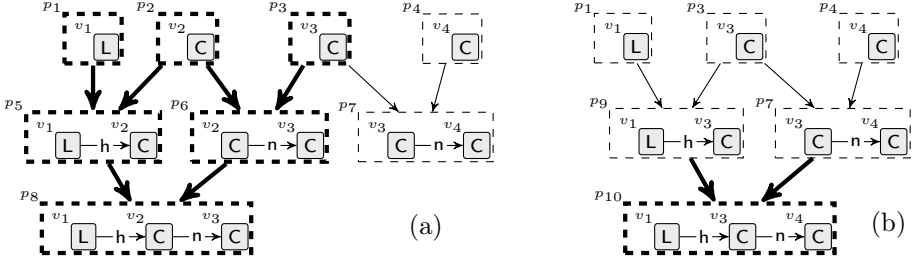 p1 p2 p3 p4 p1 p3 p4
v1 v2 v3 v4 v1 v3 v4
L C C C L C C
p5 p6 p7 p9 p7
v1 v2 v2 v3 v3 v4 v1 v3 v3 v4
L h C C n C C n C L h C C n C
p8 p10
v1 v2 v3 (a) v1 v3 v4 (b)
L h C n C L h C n C